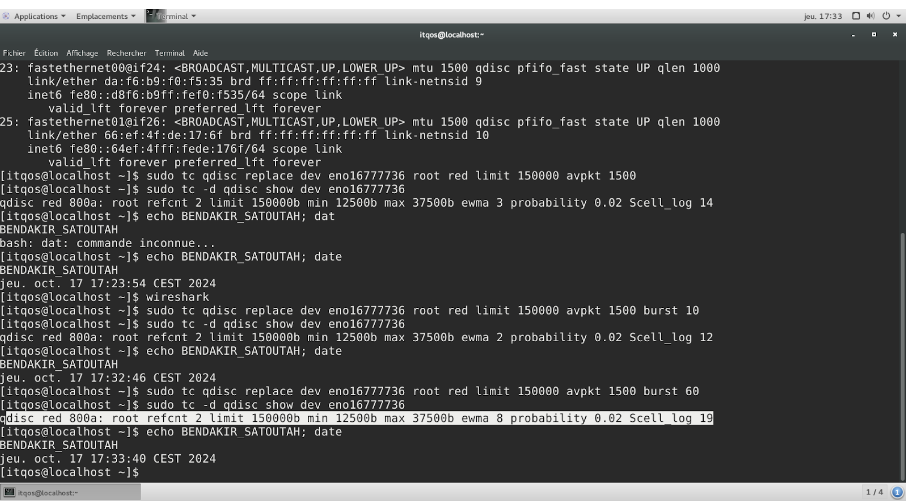 Applications Emplacements Terminal jeu. 17:33
itqos@localhost:~
Fichier Édition Affichage Rechercher Terminal Aide
23: fastethernet00@if24: <BROADCAST,MULTICAST,UP,LOWER_UP> mtu 1500 qdisc pfifo_fast state UP qlen 1000
link/ether da:f6:b9:f0:f5:35 brd ff:ff:ff:ff:ff:ff link-netnsid 9
inet6 fe80::d8f6:b9ff:fef0:f535/64 scope link
valid_lft forever preferred_lft forever
25: fastethernet01@if26: <BROADCAST,MULTICAST,UP,LOWER_UP> mtu 1500 qdisc pfifo_fast state UP qlen 1000
link/ether 66:ef:4f:de:17:6f brd ff:ff:ff:ff:ff:ff link-netnsid 10
inet6 fe80::64ef:4fff:fede:176f/64 scope link
valid_lft forever preferred_lft forever
[itqos@localhost ~]$ sudo tc qdisc replace dev eno16777736 root red limit 150000 avpkt 1500
[itqos@localhost ~]$ sudo tc -d qdisc show dev eno16777736
qdisc red 800a: root refcnt 2 limit 150000b min 12500b max 37500b ewma 3 probability 0.02 Scell_log 14
[itqos@localhost ~]$ echo BENDAKIR_SATOUTAH; dat
BENDAKIR_SATOUTAH
bash: dat: commande inconnue...
[itqos@localhost ~]$ echo BENDAKIR_SATOUTAH; date
BENDAKIR_SATOUTAH
jeu. oct. 17 17:23:54 CEST 2024
[itqos@localhost ~]$ wireshark
[itqos@localhost ~]$ sudo tc qdisc replace dev eno16777736 root red limit 150000 avpkt 1500 burst 10
[itqos@localhost ~]$ sudo tc -d qdisc show dev eno16777736
qdisc red 800a: root refcnt 2 limit 150000b min 12500b max 37500b ewma 2 probability 0.02 Scell_log 12
[itqos@localhost ~]$ echo BENDAKIR_SATOUTAH; date
BENDAKIR_SATOUTAH
jeu. oct. 17 17:32:46 CEST 2024
[itqos@localhost ~]$ sudo tc qdisc replace dev eno16777736 root red limit 150000 avpkt 1500 burst 60
[itqos@localhost ~]$ sudo tc -d qdisc show dev eno16777736
qdisc red 800a: root refcnt 2 limit 150000b min 12500b max 37500b ewma 8 probability 0.02 Scell_log 19
[itqos@localhost ~]$ echo BENDAKIR_SATOUTAH; date
BENDAKIR_SATOUTAH
jeu. oct. 17 17:33:40 CEST 2024
[itqos@localhost ~]$
itqos@localhost:~ 1 / 4